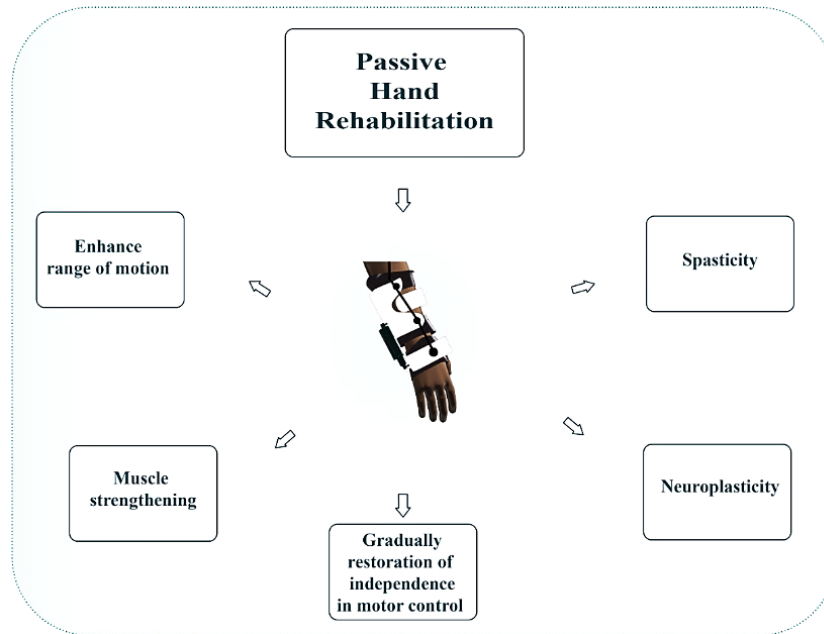 Passive
Hand
Rehabilitation
Enhance
range of motion
Spasticity
Muscle
strengthening
Neuroplasticity
Gradually
restoration of
independence
in motor control